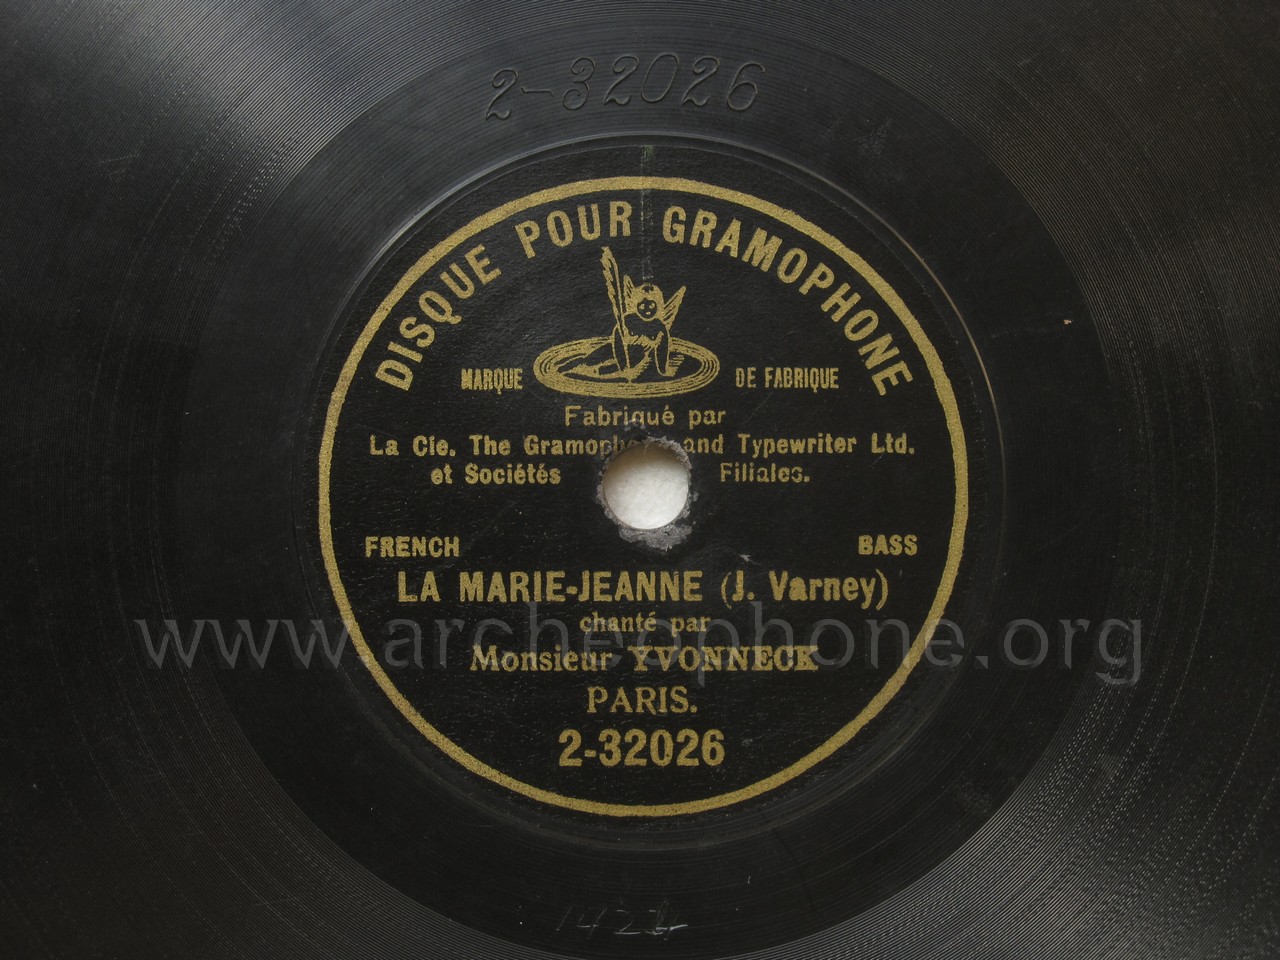 2-32026
DISQUE POUR GRAMOPHONE
MARQUE DE FABRIQUE
Fabriqué par
La Cie. The and Typewriter Ltd.
et Sociétés Filiales.
FRENCH BASS
LA MARIE-JEANNE (J. Varney)
chanté par
www.archeophone.org
Monsieur YVONNECK
PARIS.
2-32026